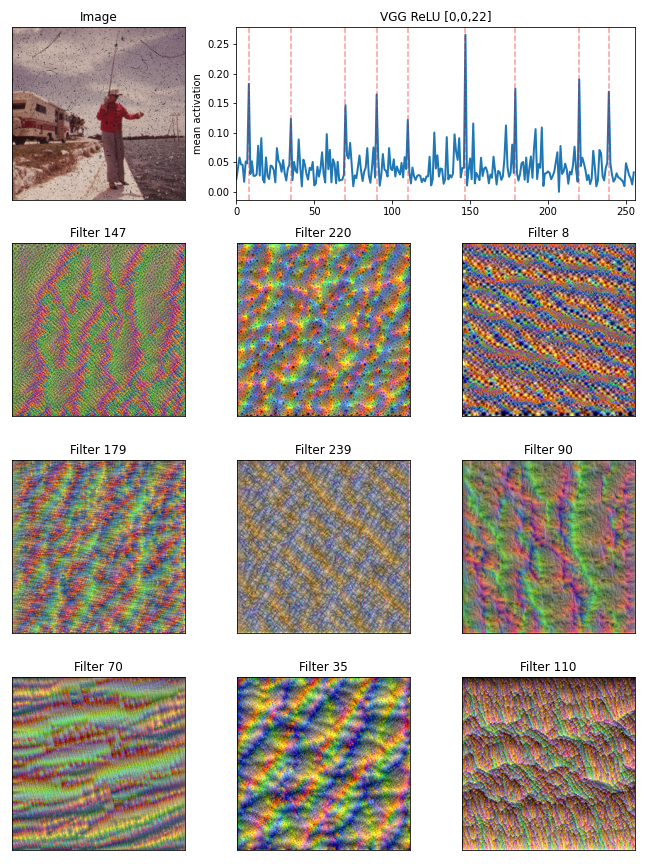 Image
VGG ReLU [0,0,22]
mean activation
0.25
0.20
0.15
0.10
0.05
0.00
0 50 100 150 200 250
Filter 147 Filter 220 Filter 8
Filter 179 Filter 239 Filter 90
Filter 70 Filter 35 Filter 110